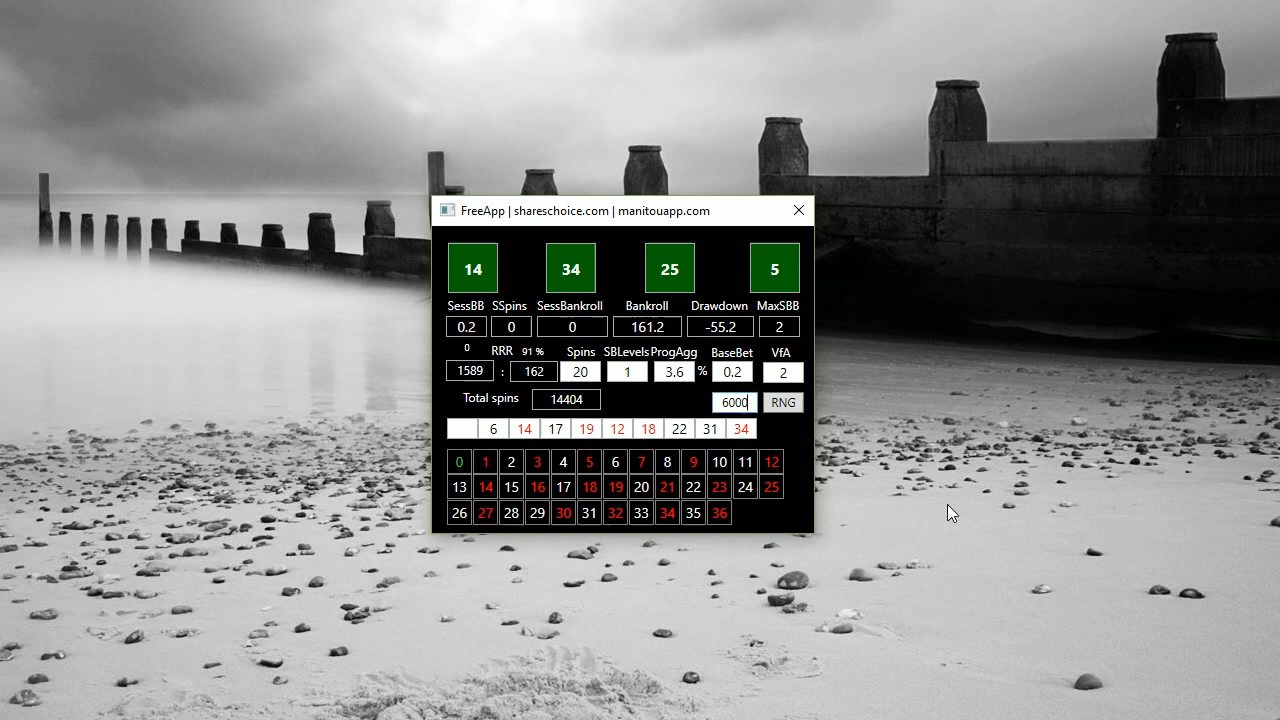 FreeApp | shareschoice.com | manitouapp.com
14 34 25 5
SessBB SSpins SessBankroll Bankroll Drawdown MaxSBB
0.2 0 0 161.2 -55.2 2
0 RRR 91 % Spins SBLevels ProgAgg BaseBet VfA
1589 : 162 20 1 3.6 % 0.2 2
Total spins 14404 6000 RNG
6 14 17 19 12 18 22 31 34
0 1 2 3 4 5 6 7 8 9 10 11 12
13 14 15 16 17 18 19 20 21 22 23 24 25
26 27 28 29 30 31 32 33 34 35 36